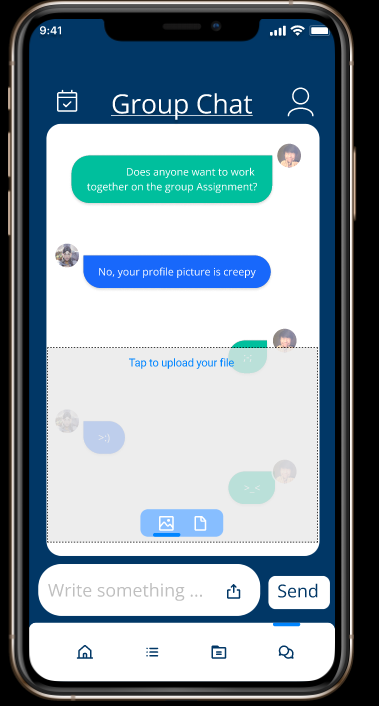 9:41
Group Chat
Does anyone want to work
together on the group Assignment?
No, your profile picture is creepy
Tap to upload your file
>:)
>_<
Write something ...
Send